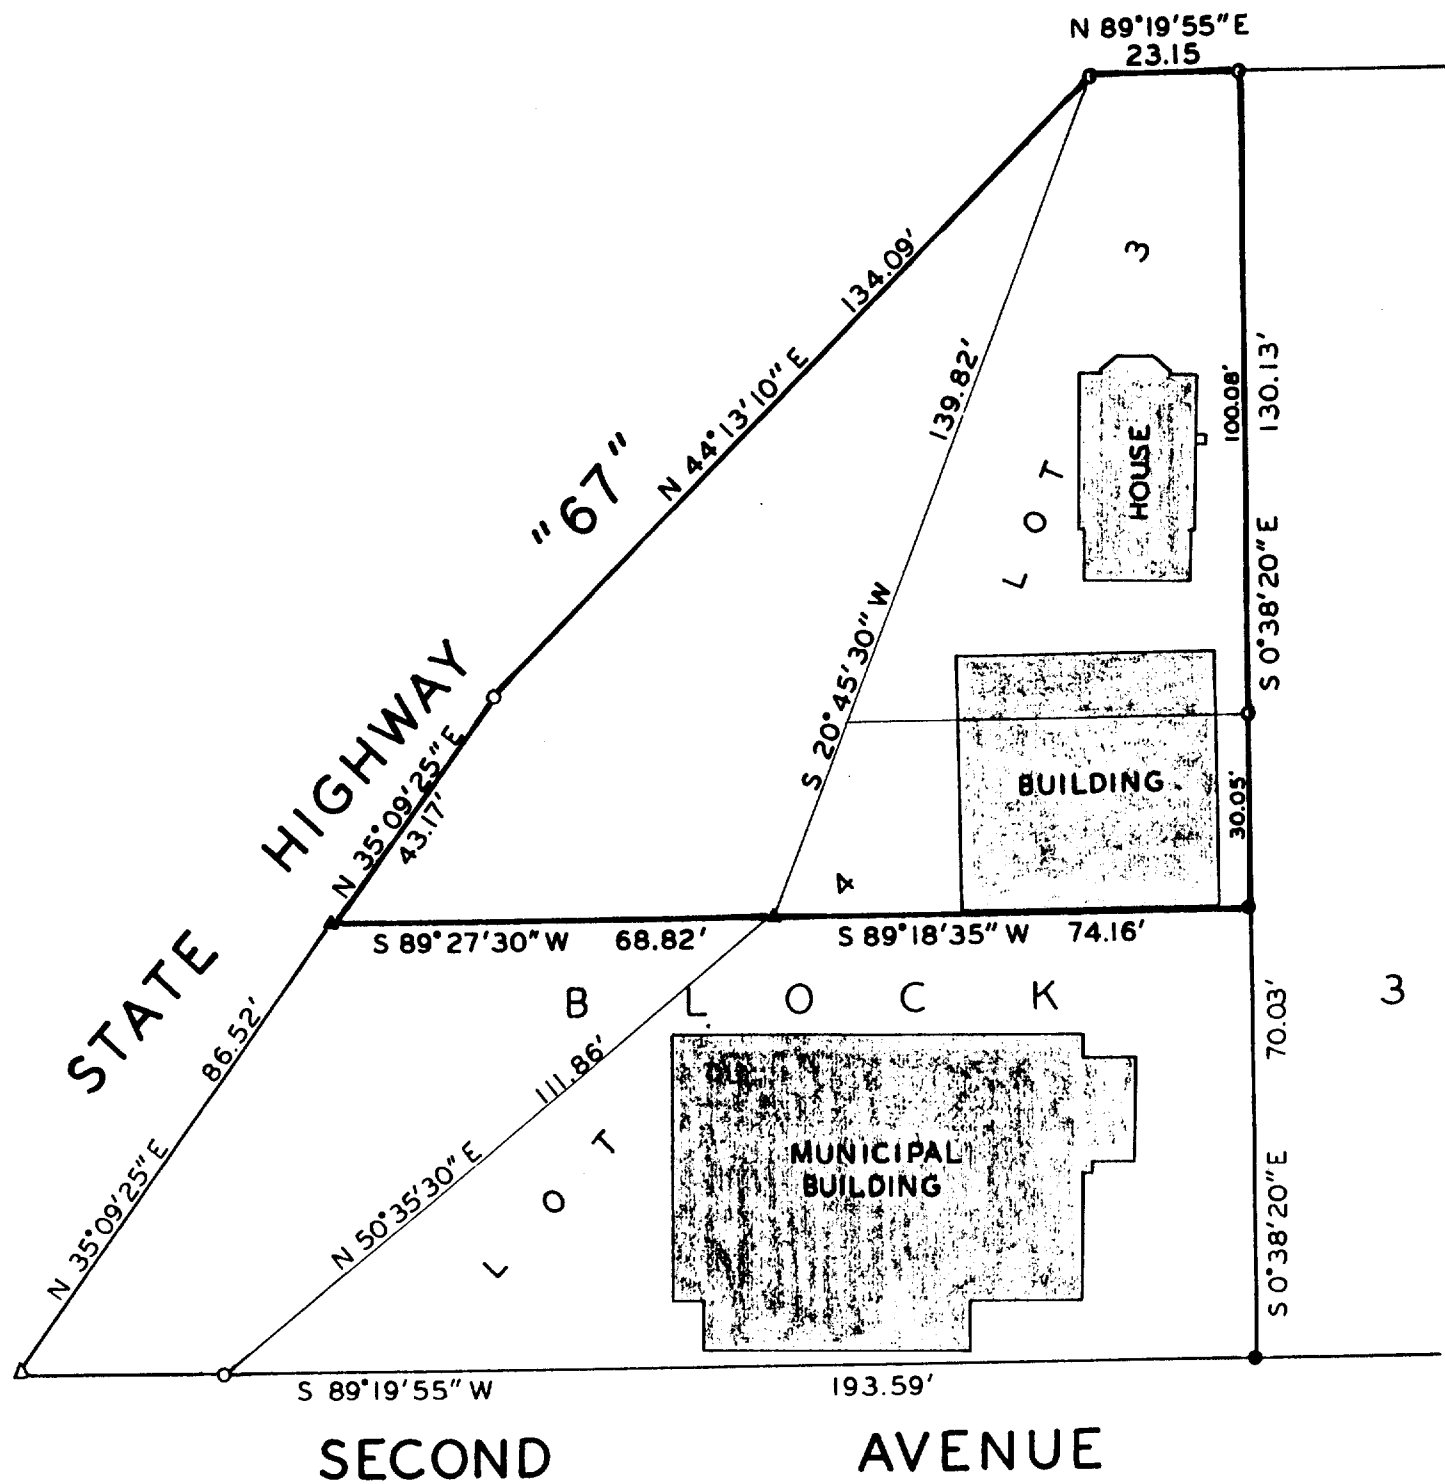 N 89°19'55" E
23.15
134.09'
N 44°13'10" E
"67"
139.82'
3
LOT
HOUSE
100.08'
130.13'
S 0°38'20" E
S 20°45'30" W
STATE HIGHWAY
N 35°09'25" E
43.17'
BUILDING
30.05'
4
S 89°27'30" W 68.82'
S 89°18'35" W 74.16'
BLOCK 3
86.52'
N 35°09'25" E
111.86'
N 50°35'30" E
LOT
OLD
MUNICIPAL
BUILDING
70.03'
S 0°38'20" E
S 89°19'55" W 193.59'
SECOND AVENUE